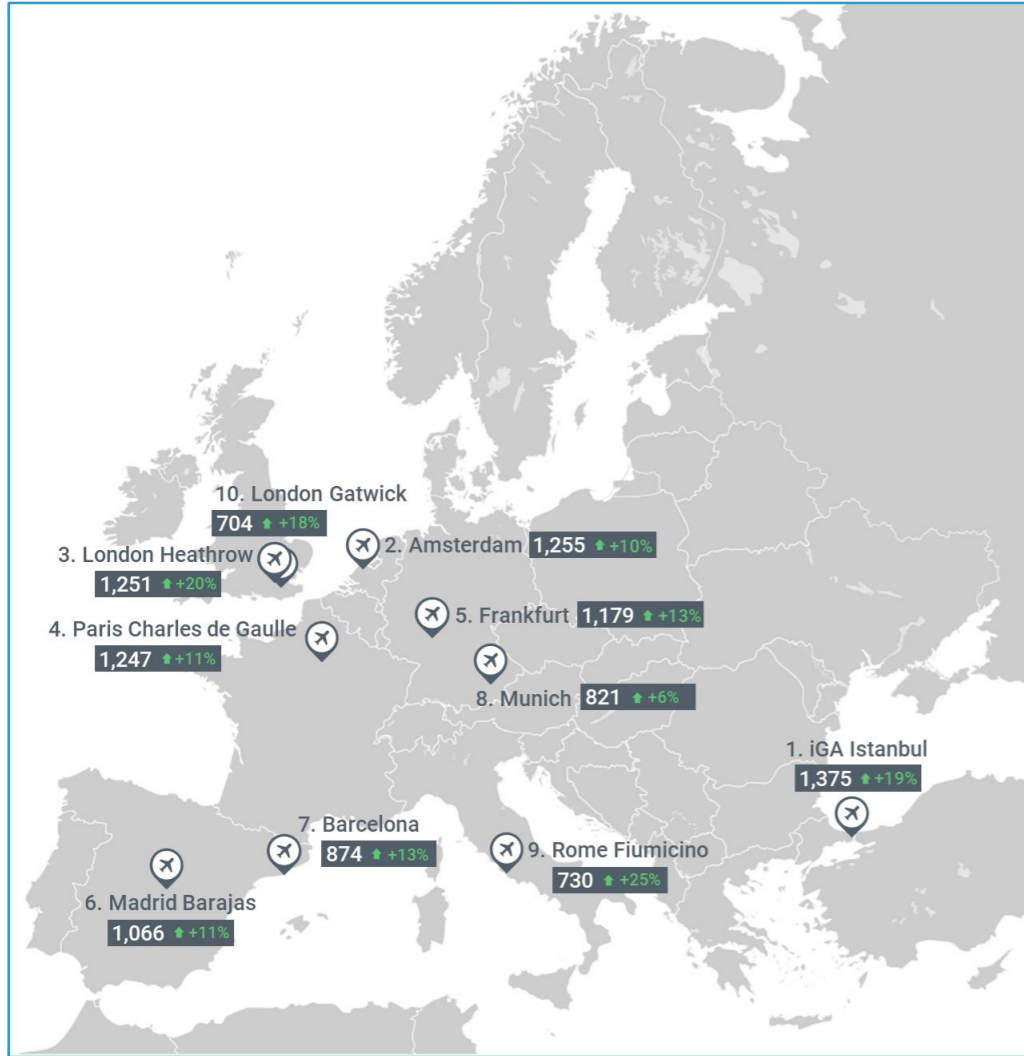 10. London Gatwick
704 +18%
3. London Heathrow
1,251 +20%
2. Amsterdam 1,255 +10%
4. Paris Charles de Gaulle
1,247 +11%
5. Frankfurt 1,179 +13%
8. Munich 821 +6%
1. iGA Istanbul
1,375 +19%
7. Barcelona
874 +13%
9. Rome Fiumicino
730 +25%
6. Madrid Barajas
1,066 +11%